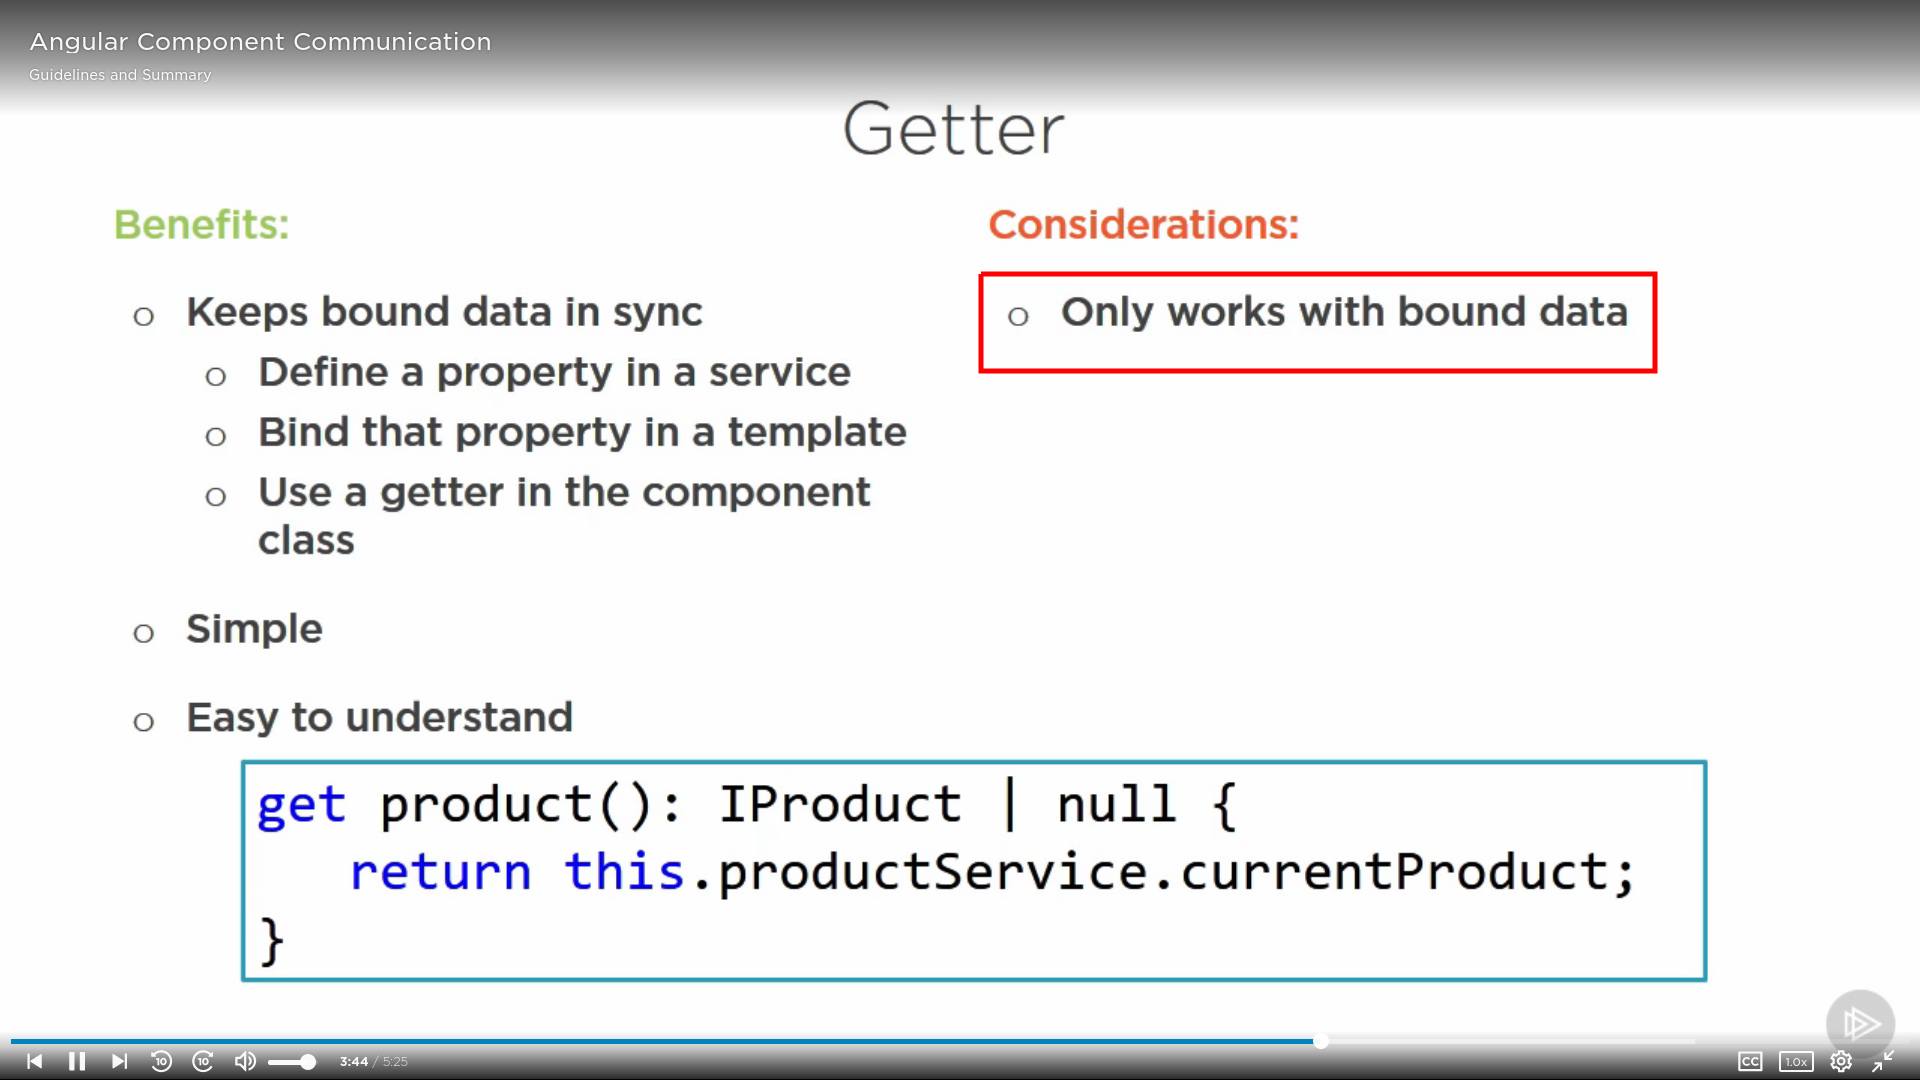 Angular Component Communication
Guidelines and Summary
Getter
Benefits:
o Keeps bound data in sync
o Define a property in a service
o Bind that property in a template
o Use a getter in the component
class
o Simple
o Easy to understand
Considerations:
o Only works with bound data
get product(): IProduct | null {
return this.productService.currentProduct;
}
10 10 3:44 / 5:25 CC 1.0x